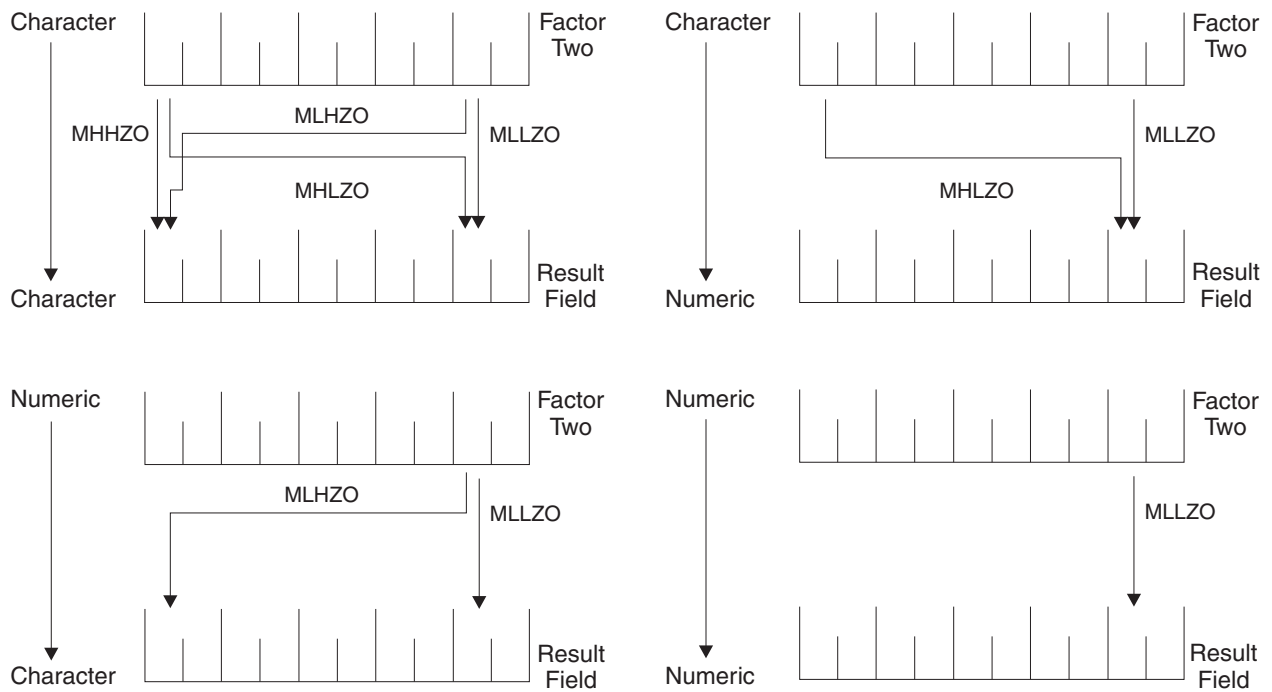 Character
Factor
Two
MHHZO
MLHZO
MLLZO
MHLZO
Character
Result
Field
Character
Factor
Two
MLLZO
MHLZO
Numeric
Result
Field
Numeric
Factor
Two
MLHZO
MLLZO
Character
Result
Field
Numeric
Factor
Two
MLLZO
Numeric
Result
Field